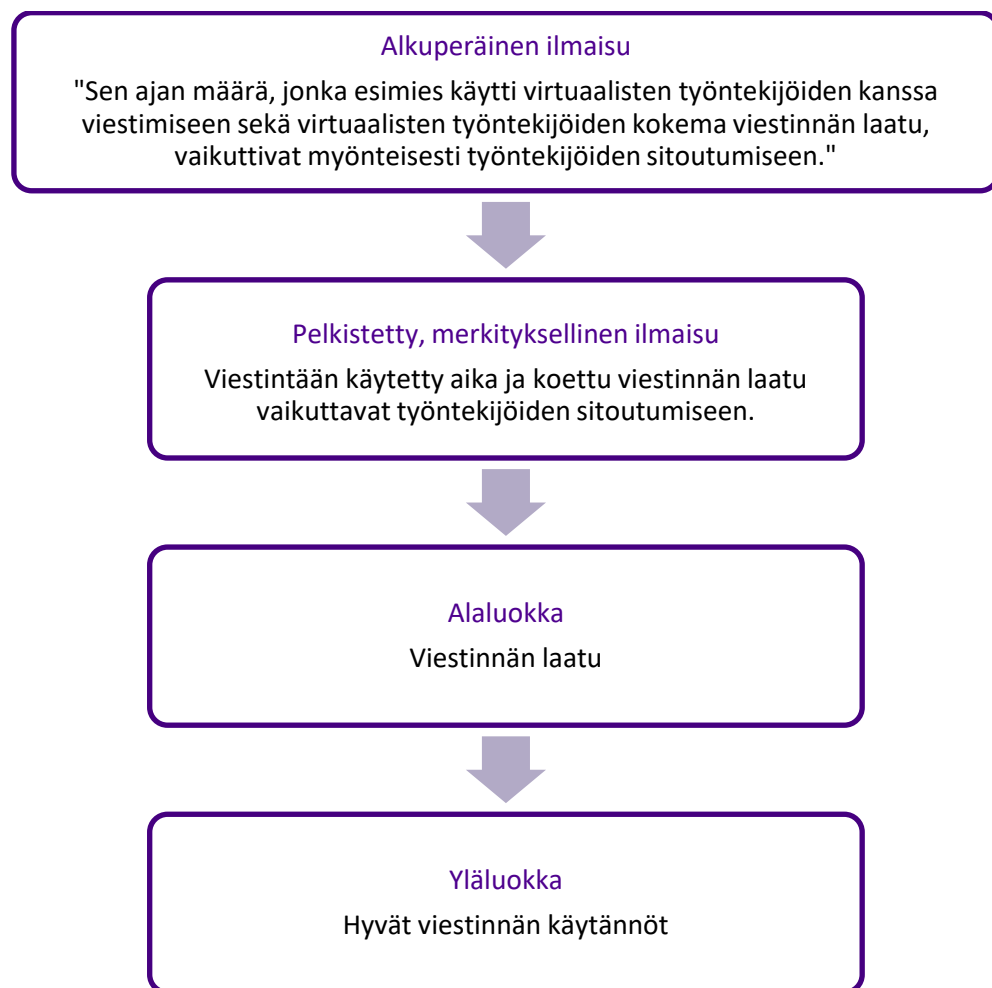 Alkuperäinen ilmaisu
"Sen ajan määrä, jonka esimies käytti virtuaalisten työntekijöiden kanssa
viestimiseen sekä virtuaalisten työntekijöiden kokema viestinnän laatu,
vaikuttivat myönteisesti työntekijöiden sitoutumiseen."
Pelkistetty, merkityksellinen ilmaisu
Viestintään käytetty aika ja koettu viestinnän laatu
vaikuttavat työntekijöiden sitoutumiseen.
Alaluokka
Viestinnän laatu
Yläluokka
Hyvät viestinnän käytännöt